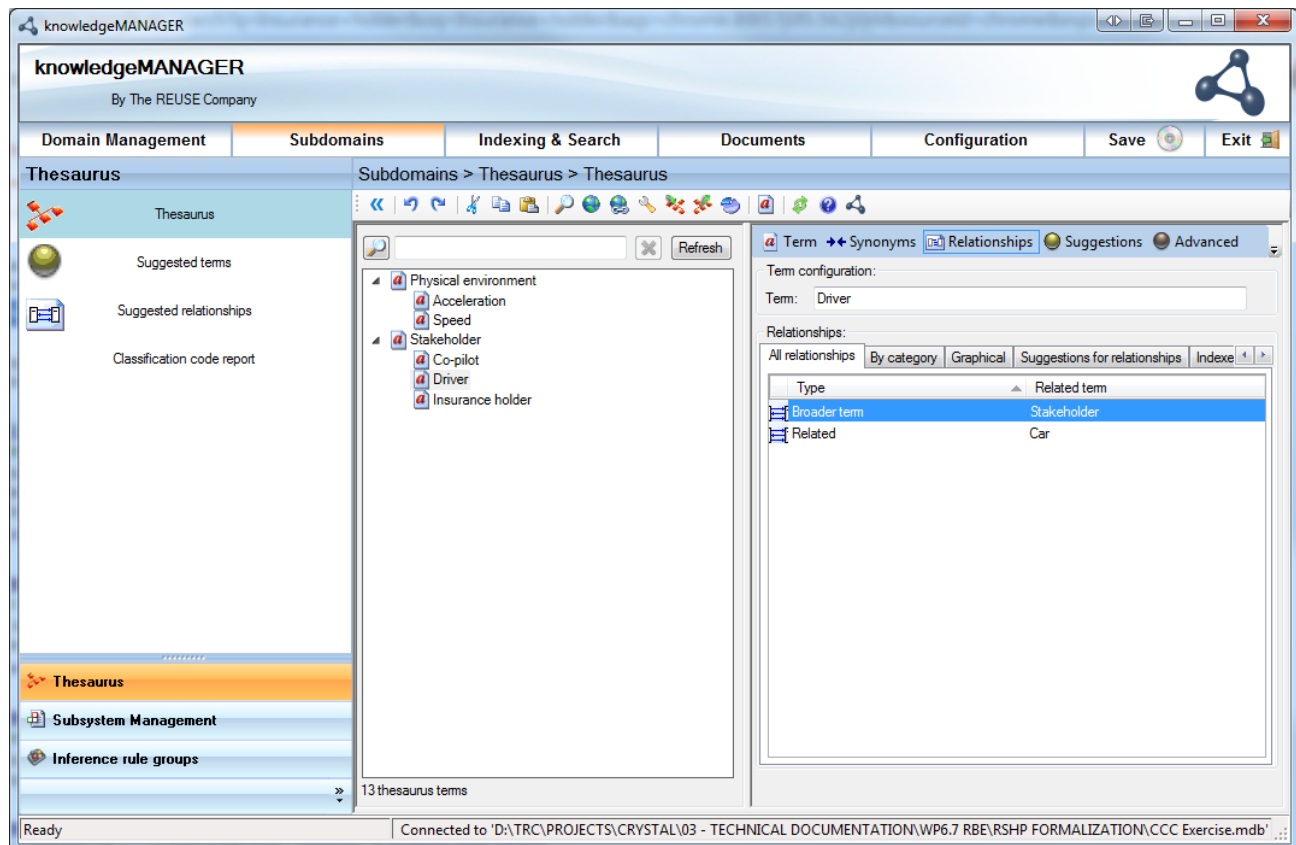 knowledgeMANAGER
knowledgeMANAGER
By The REUSE Company
Domain Management Subdomains Indexing & Search Documents Configuration Save Exit
Thesaurus
Subdomains > Thesaurus > Thesaurus
Thesaurus
Suggested terms
Suggested relationships
Classification code report
Refresh
Physical environment
Acceleration
Speed
Stakeholder
Co-pilot
Driver
Insurance holder
13 thesaurus terms
Term Synonyms Relationships Suggestions Advanced
Term configuration:
Term: Driver
Relationships:
All relationships By category Graphical Suggestions for relationships Indexe
Type Related term
Broader term Stakeholder
Related Car
Thesaurus
Subsystem Management
Inference rule groups
Ready Connected to 'D:\TRC\PROJECTS\CRYSTAL\03 - TECHNICAL DOCUMENTATION\WP6.7 RBE\RSHP FORMALIZATION\CCC Exercise.mdb'